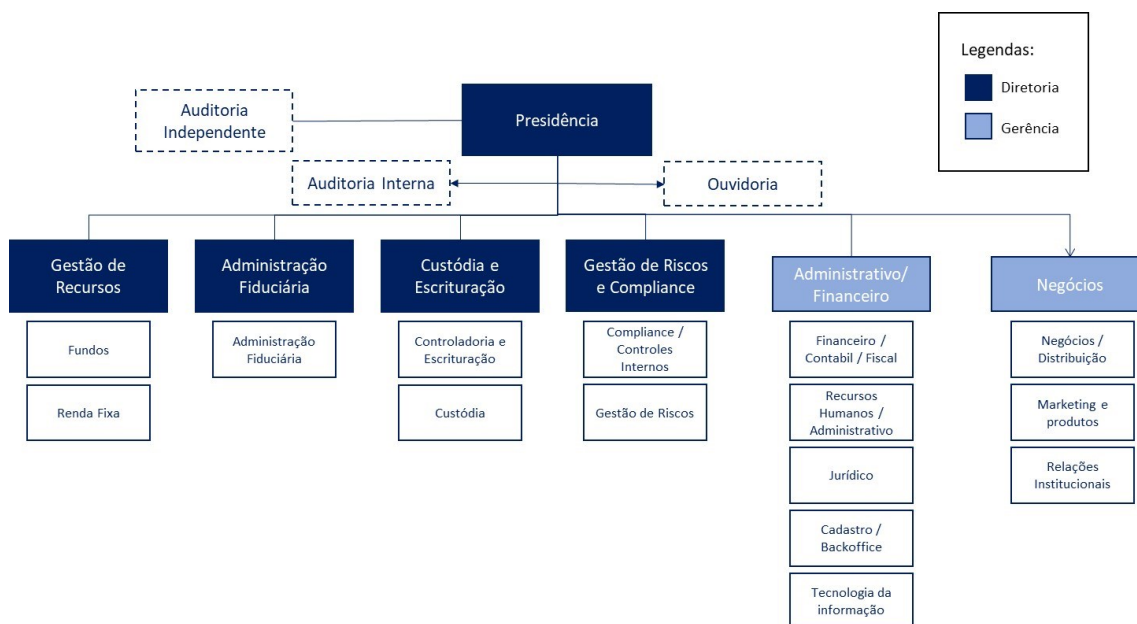 Legendas:
Diretoria
Gerência
Auditoria
Independente
Presidência
Auditoria Interna
Ouvidoria
Gestão de
Recursos
Administração
Fiduciária
Custódia e
Escrituração
Gestão de Riscos
e Compliance
Administrativo/
Financeiro
Negócios
Fundos
Renda Fixa
Administração
Fiduciária
Controladoria e
Escrituração
Custódia
Compliance /
Controles
Internos
Gestão de Riscos
Financeiro /
Contabil / Fiscal
Recursos
Humanos /
Administrativo
Jurídico
Cadastro /
Backoffice
Tecnologia da
informação
Negócios /
Distribuição
Marketing e
produtos
Relações
Institucionais